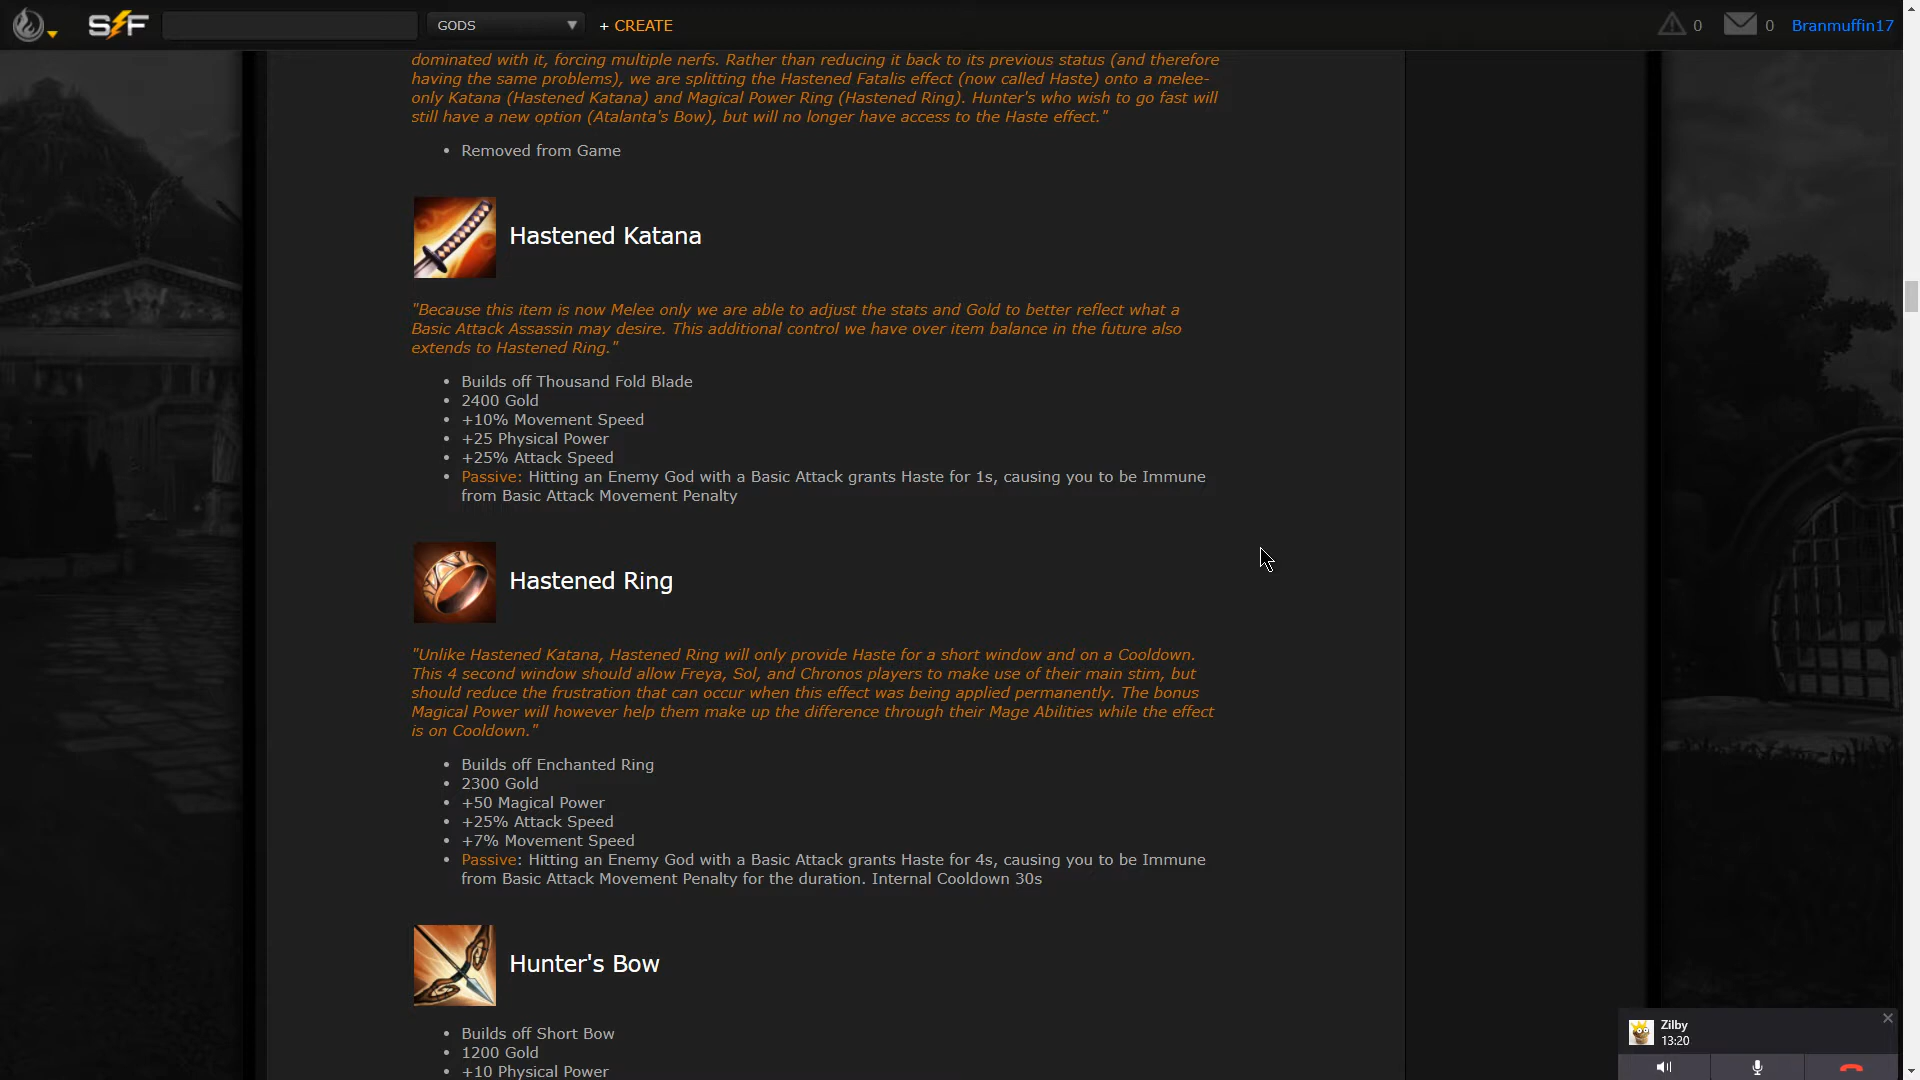 SF
GODS
+ CREATE
0
0
Branmuffin17
dominated with it, forcing multiple nerfs. Rather than reducing it back to its previous status (and therefore
having the same problems), we are splitting the Hastened Fatalis effect (now called Haste) onto a melee-
only Katana (Hastened Katana) and Magical Power Ring (Hastened Ring). Hunter's who wish to go fast will
still have a new option (Atalanta's Bow), but will no longer have access to the Haste effect."
• Removed from Game
Hastened Katana
"Because this item is now Melee only we are able to adjust the stats and Gold to better reflect what a
Basic Attack Assassin may desire. This additional control we have over item balance in the future also
extends to Hastened Ring."
• Builds off Thousand Fold Blade
• 2400 Gold
• +10% Movement Speed
• +25 Physical Power
• +25% Attack Speed
• Passive: Hitting an Enemy God with a Basic Attack grants Haste for 1s, causing you to be Immune
from Basic Attack Movement Penalty
Hastened Ring
"Unlike Hastened Katana, Hastened Ring will only provide Haste for a short window and on a Cooldown.
This 4 second window should allow Freya, Sol, and Chronos players to make use of their main stim, but
should reduce the frustration that can occur when this effect was being applied permanently. The bonus
Magical Power will however help them make up the difference through their Mage Abilities while the effect
is on Cooldown."
• Builds off Enchanted Ring
• 2300 Gold
• +50 Magical Power
• +25% Attack Speed
• +7% Movement Speed
• Passive: Hitting an Enemy God with a Basic Attack grants Haste for 4s, causing you to be Immune
from Basic Attack Movement Penalty for the duration. Internal Cooldown 30s
Hunter's Bow
• Builds off Short Bow
• 1200 Gold
• +10 Physical Power
Zilby
13:20